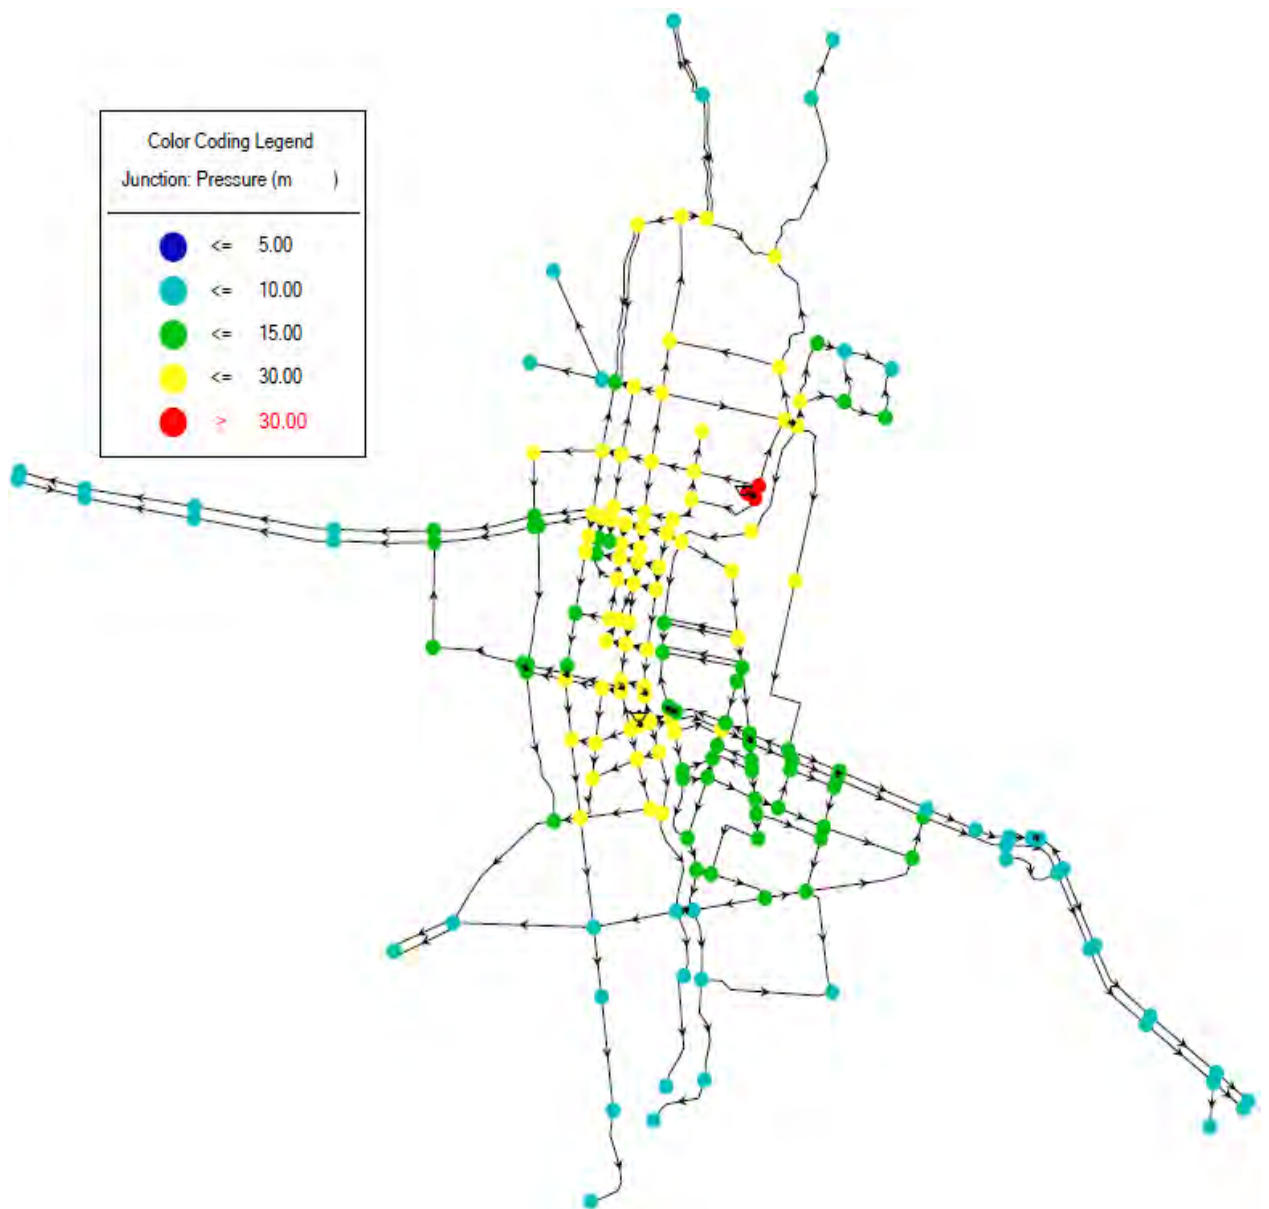 Color Coding Legend
Junction: Pressure (m )
<= 5.00
<= 10.00
<= 15.00
<= 30.00
> 30.00